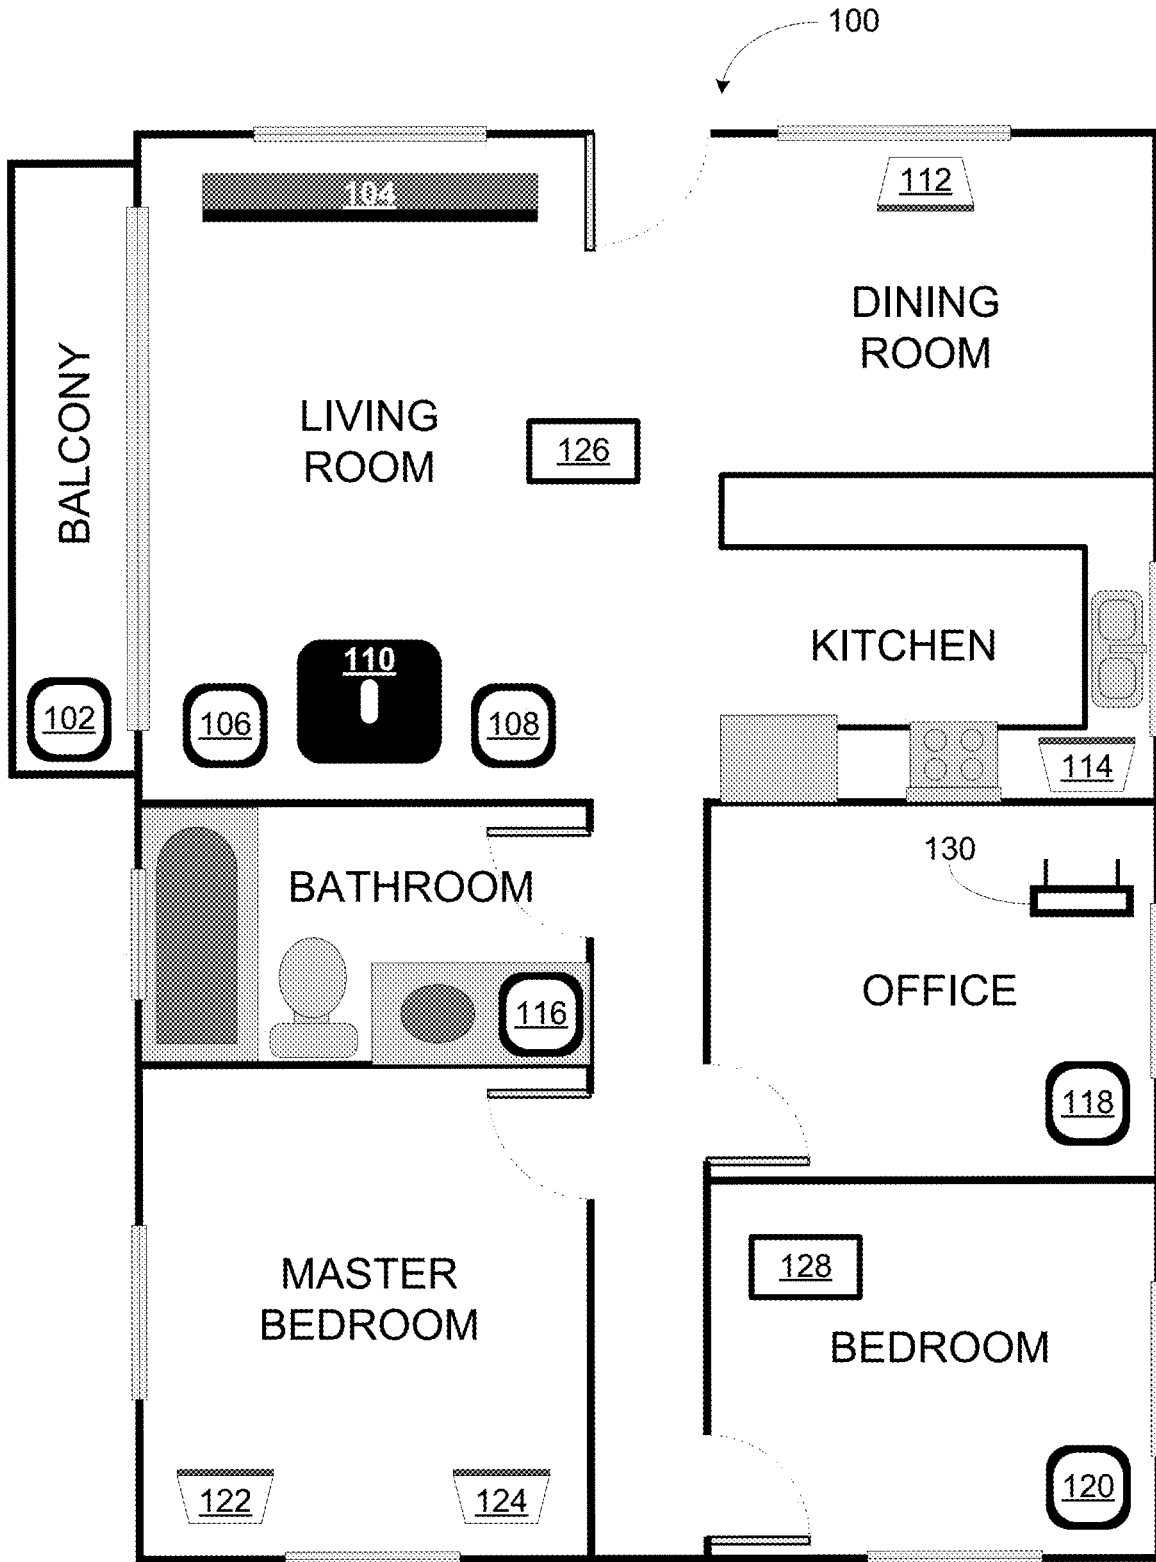 100
104
112
DINING
ROOM
BALCONY
LIVING
ROOM
126
KITCHEN
110
102
106
108
114
130
BATHROOM
OFFICE
116
118
128
MASTER
BEDROOM
BEDROOM
122
124
120